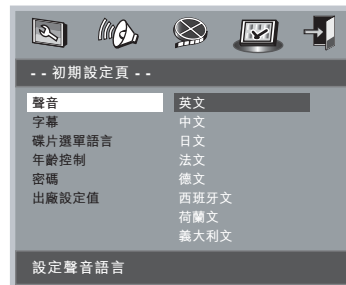 - - 初期設定頁 - -
聲音
字幕
碟片選單語言
年齡控制
密碼
出廠設定值
英文
中文
日文
法文
德文
西班牙文
荷蘭文
義大利文
設定聲音語言